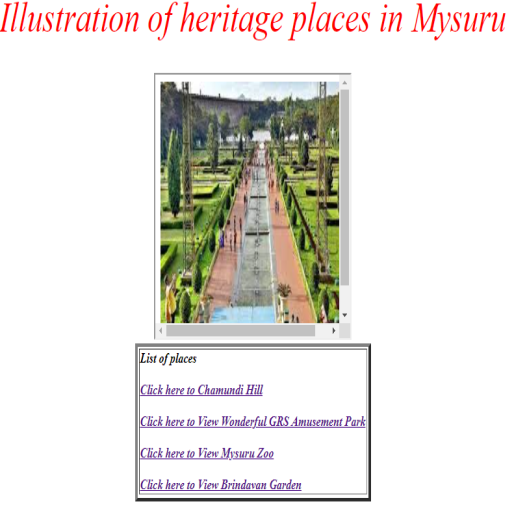 Illustration of heritage places in Mysuru
List of places
Click here to Chamundi Hill
Click here to View Wonderful GRS Amusement Park
Click here to View Mysuru Zoo
Click here to View Brindavan Garden